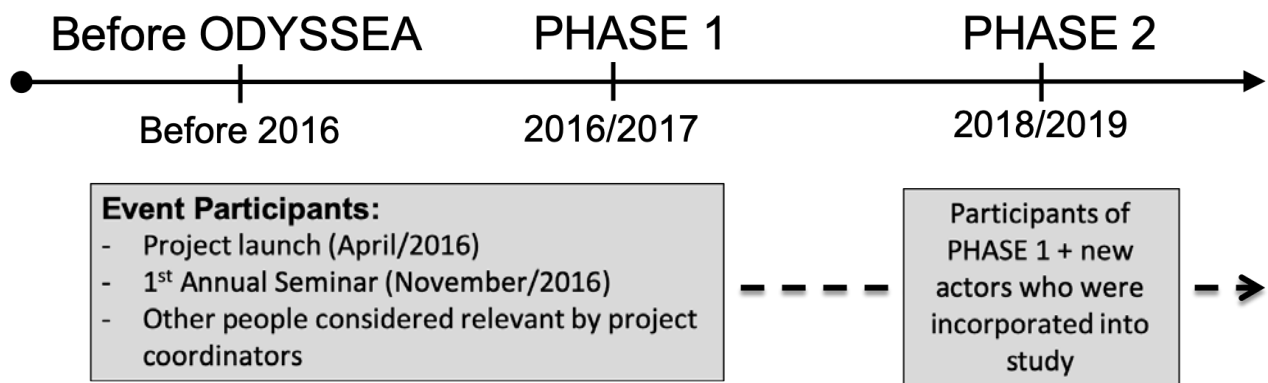 Before ODYSSEA
PHASE 1
PHASE 2
Before 2016
2016/2017
2018/2019
Event Participants:
- Project launch (April/2016)
- 1st Annual Seminar (November/2016)
- Other people considered relevant by project
coordinators
Participants of
PHASE 1 + new
actors who were
incorporated into
study